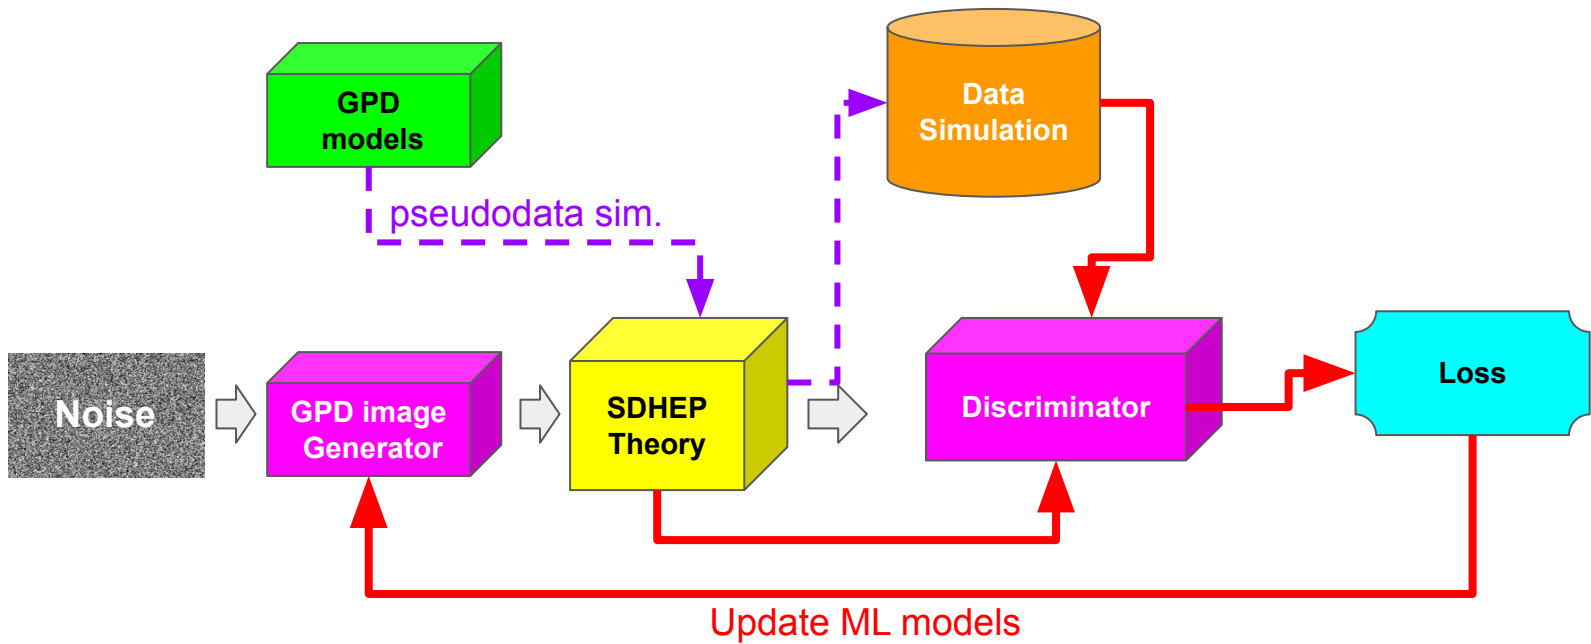 GPD
models
Data
Simulation
pseudodata sim.
Noise
GPD image
Generator
SDHEP
Theory
Discriminator
Loss
Update ML models